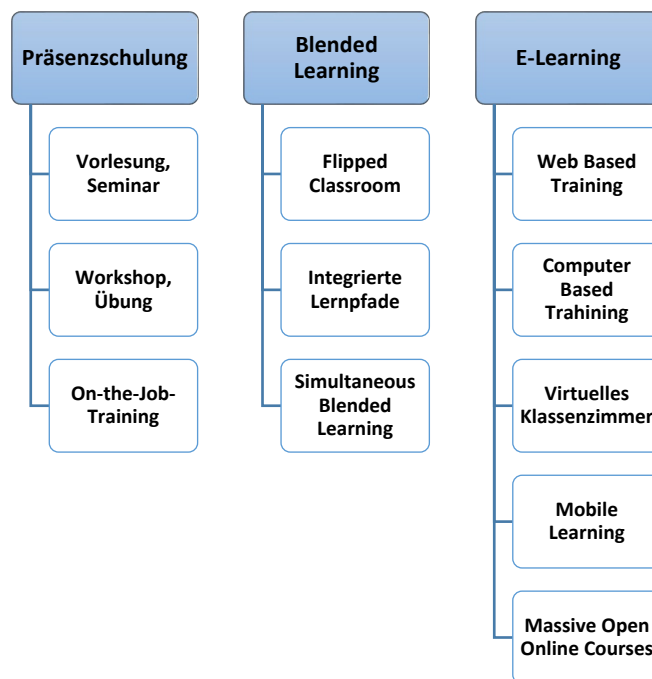 Präsenzschulung
Vorlesung,
Seminar
Workshop,
Übung
On-the-Job-
Training
Blended
Learning
Flipped
Classroom
Integrierte
Lernpfade
Simultaneous
Blended
Learning
E-Learning
Web Based
Training
Computer
Based
Trahining
Virtuelles
Klassenzimmer
Mobile
Learning
Massive Open
Online Courses